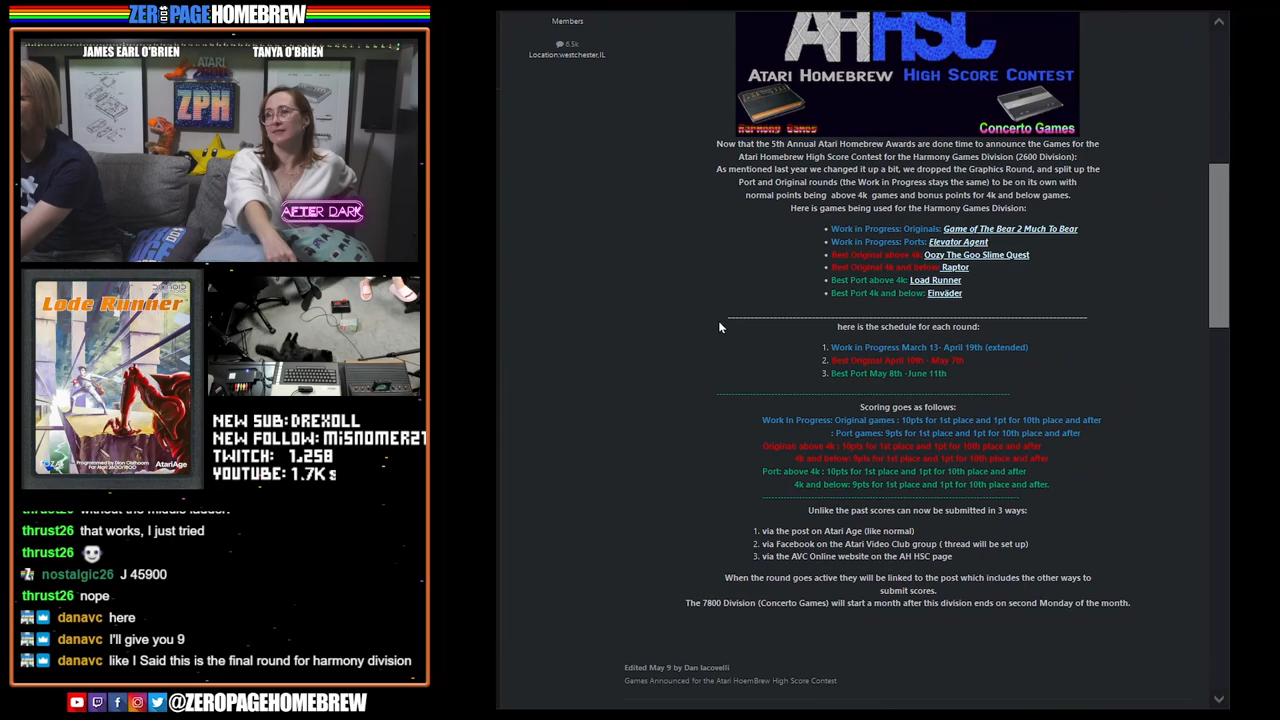 ZERO PAGE HOMEBREW
JAMES EARL O'BRIEN
TANYA O'BRIEN
ATARI
ZPH
AFTER DARK
Lode Runner
Programmed by Dion Olsthoorn
For Atari 2600/7800
AtariAge
NEW SUB:DREXOLL
NEW FOLLOW:MISNOMER21
TWITCH: 1,258
YOUTUBE: 1.7K s
without the middle ladder.
thrust26 that works, I just tried
thrust26
nostalgic26 J 45900
thrust26 nope
danavc here
danavc I'll give you 9
danavc like I Said this is the final round for harmony division
@ZEROPAGEHOMEBREW
Members
6.5k
Location:westchester,IL
AH HSC
ATARI HOMEBREW HIGH SCORE CONTEST
Harmony Games
Concerto Games
Now that the 5th Annual Atari Homebrew Awards are done time to announce the Games for the
Atari Homebrew High Score Contest for the Harmony Games Division (2600 Division):
As mentioned last year we changed it up a bit, we dropped the Graphics Round, and split up the
Port and Original rounds (the Work in Progress stays the same) to be on its own with
normal points being above 4k games and bonus points for 4k and below games.
Here is games being used for the Harmony Games Division:
• Work in Progress: Originals: Game of The Bear 2 Much To Bear
• Work in Progress: Ports: Elevator Agent
• Best Original above 4k: Oozy The Goo Slime Quest
• Best Original 4k and below: Raptor
• Best Port above 4k: Load Runner
• Best Port 4k and below: Einväder
here is the schedule for each round:
1. Work in Progress March 13- April 19th (extended)
2. Best Original April 10th - May 7th
3. Best Port May 8th -June 11th
Scoring goes as follows:
Work In Progress: Original games : 10pts for 1st place and 1pt for 10th place and after
: Port games: 9pts for 1st place and 1pt for 10th place and after
Original: above 4k : 10pts for 1st place and 1pt for 10th place and after
4k and below: 9pts for 1st place and 1pt for 10th place and after
Port: above 4k : 10pts for 1st place and 1pt for 10th place and after
4k and below: 9pts for 1st place and 1pt for 10th place and after.
Unlike the past scores can now be submitted in 3 ways:
1. via the post on Atari Age (like normal)
2. via Facebook on the Atari Video Club group ( thread will be set up)
3. via the AVC Online website on the AH HSC page
When the round goes active they will be linked to the post which includes the other ways to
submit scores.
The 7800 Division (Concerto Games) will start a month after this division ends on second Monday of the month.
Edited May 9 by Dan Iacovelli
Games Announced for the Atari HoemBrew High Score Contest